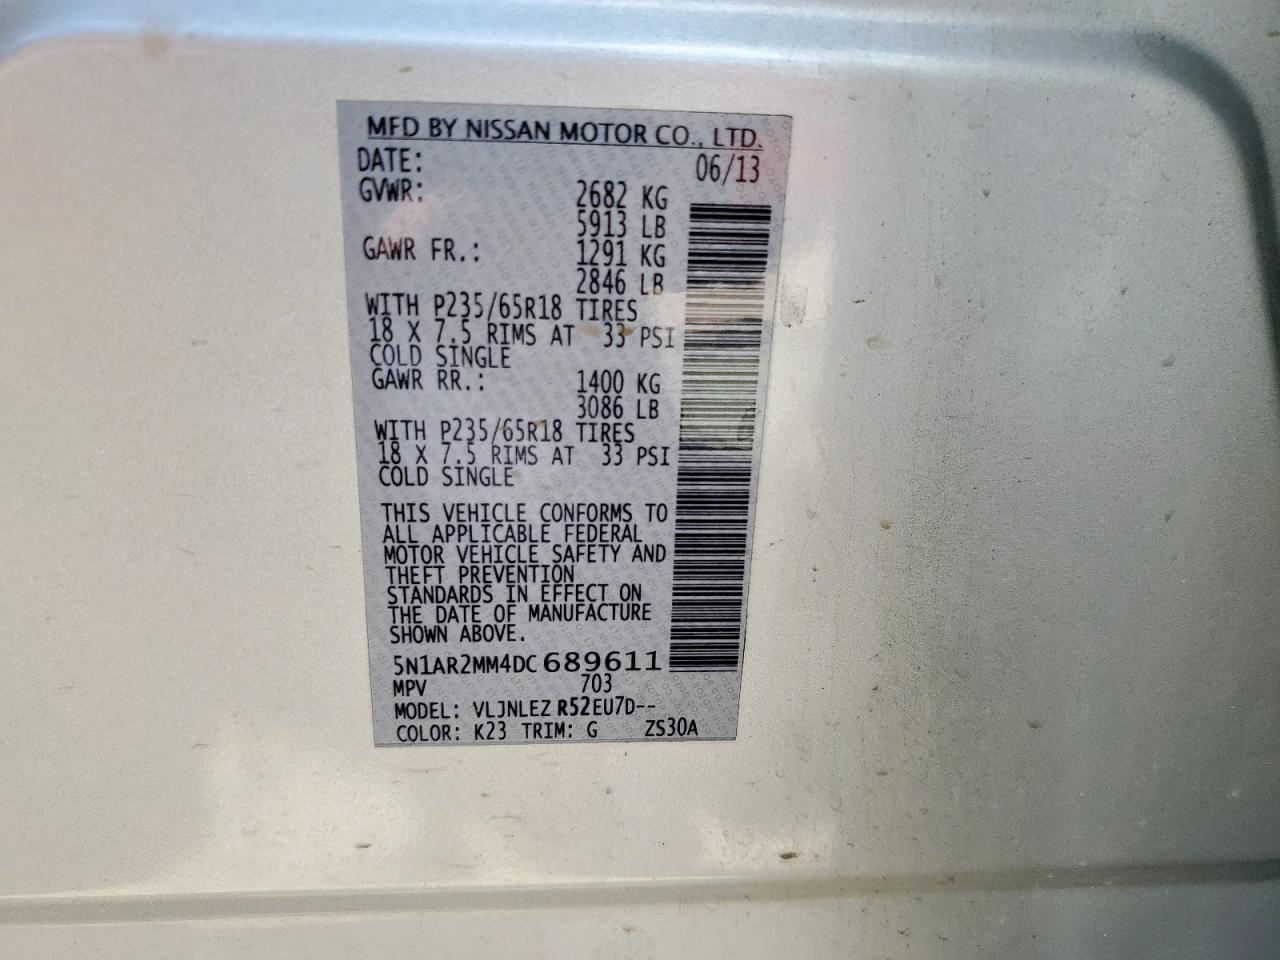 MFD BY NISSAN MOTOR CO., LTD.
DATE: 06/13
GVWR: 2682 KG
5913 LB
GAWR FR.: 1291 KG
2846 LB
WITH P235/65R18 TIRES
18 X 7.5 RIMS AT 33 PSI
COLD SINGLE
GAWR RR.: 1400 KG
3086 LB
WITH P235/65R18 TIRES
18 X 7.5 RIMS AT 33 PSI
COLD SINGLE
THIS VEHICLE CONFORMS TO
ALL APPLICABLE FEDERAL
MOTOR VEHICLE SAFETY AND
THEFT PREVENTION
STANDARDS IN EFFECT ON
THE DATE OF MANUFACTURE
SHOWN ABOVE.
5N1AR2MM4DC689611
MPV 703
MODEL: VLJNLEZ R52EU7D--
COLOR: K23 TRIM: G ZS30A